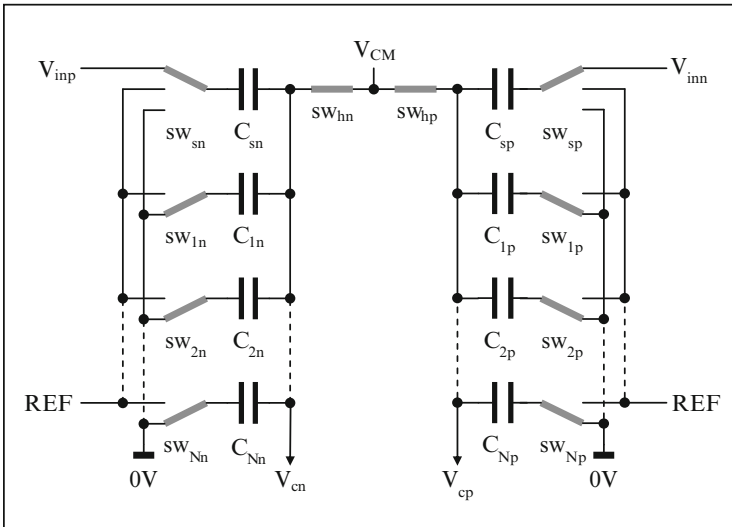 V_CM
V_inp V_inn
sw_hn sw_hp
sw_sn C_sn C_sp sw_sp
sw_1n C_1n C_1p sw_1p
sw_2n C_2n C_2p sw_2p
REF REF
sw_Nn C_Nn C_Np sw_Np
0V V_cn V_cp 0V